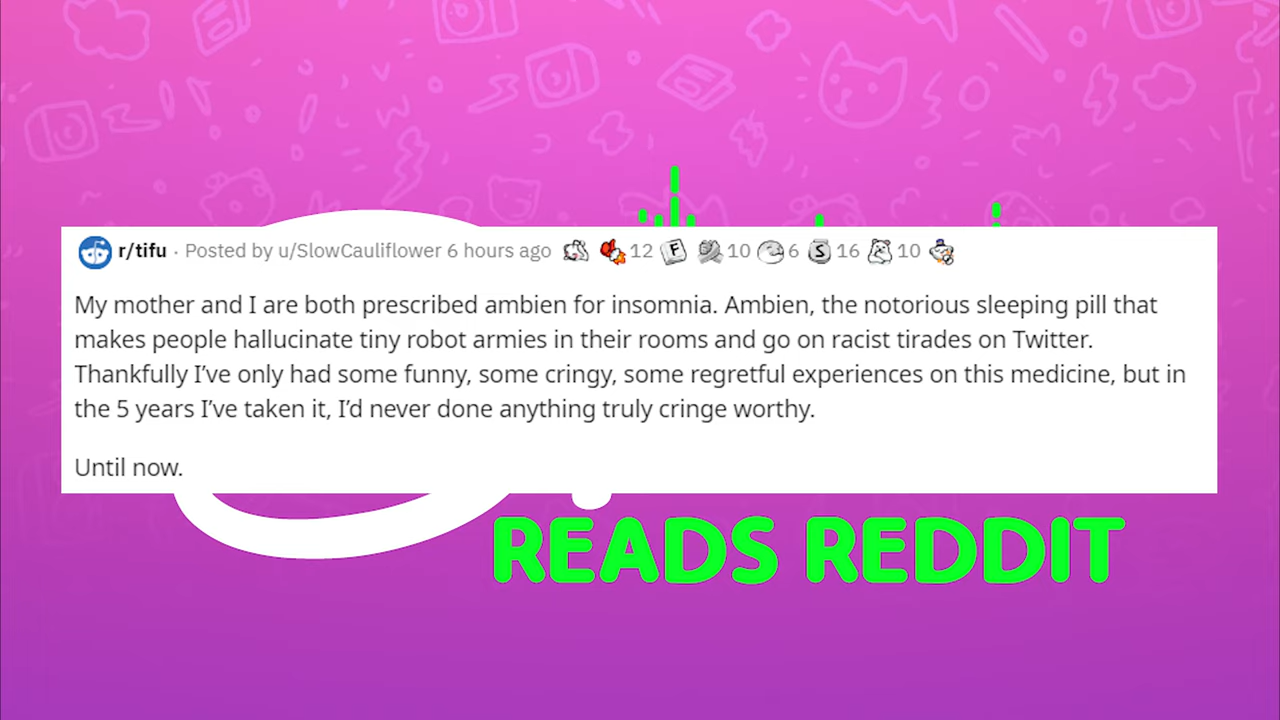 r/tifu · Posted by u/SlowCauliflower 6 hours ago 12 F 10 6 S 16 10
My mother and I are both prescribed ambien for insomnia. Ambien, the notorious sleeping pill that
makes people hallucinate tiny robot armies in their rooms and go on racist tirades on Twitter.
Thankfully I’ve only had some funny, some cringy, some regretful experiences on this medicine, but in
the 5 years I’ve taken it, I’d never done anything truly cringe worthy.
Until now.
READS REDDIT